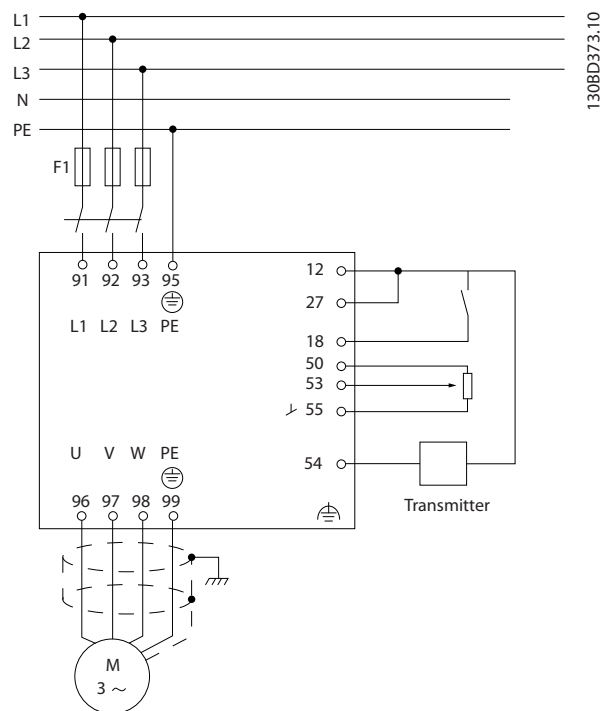 L1
L2
L3
N
PE
130BD373.10
F1
91 92 93 95
L1 L2 L3 PE
12
27
18
50
53
55
54
Transmitter
U V W PE
96 97 98 99
M
3 ~